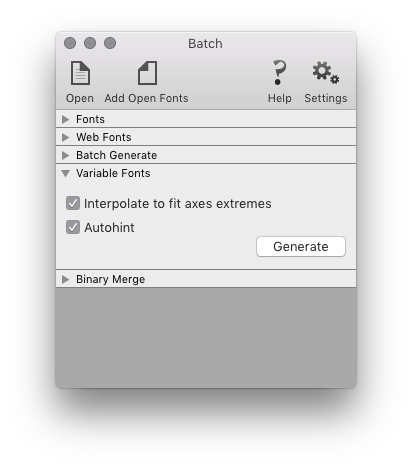 Batch
Open Add Open Fonts Help Settings
Fonts
Web Fonts
Batch Generate
Variable Fonts
Interpolate to fit axes extremes
Autohint
Generate
Binary Merge